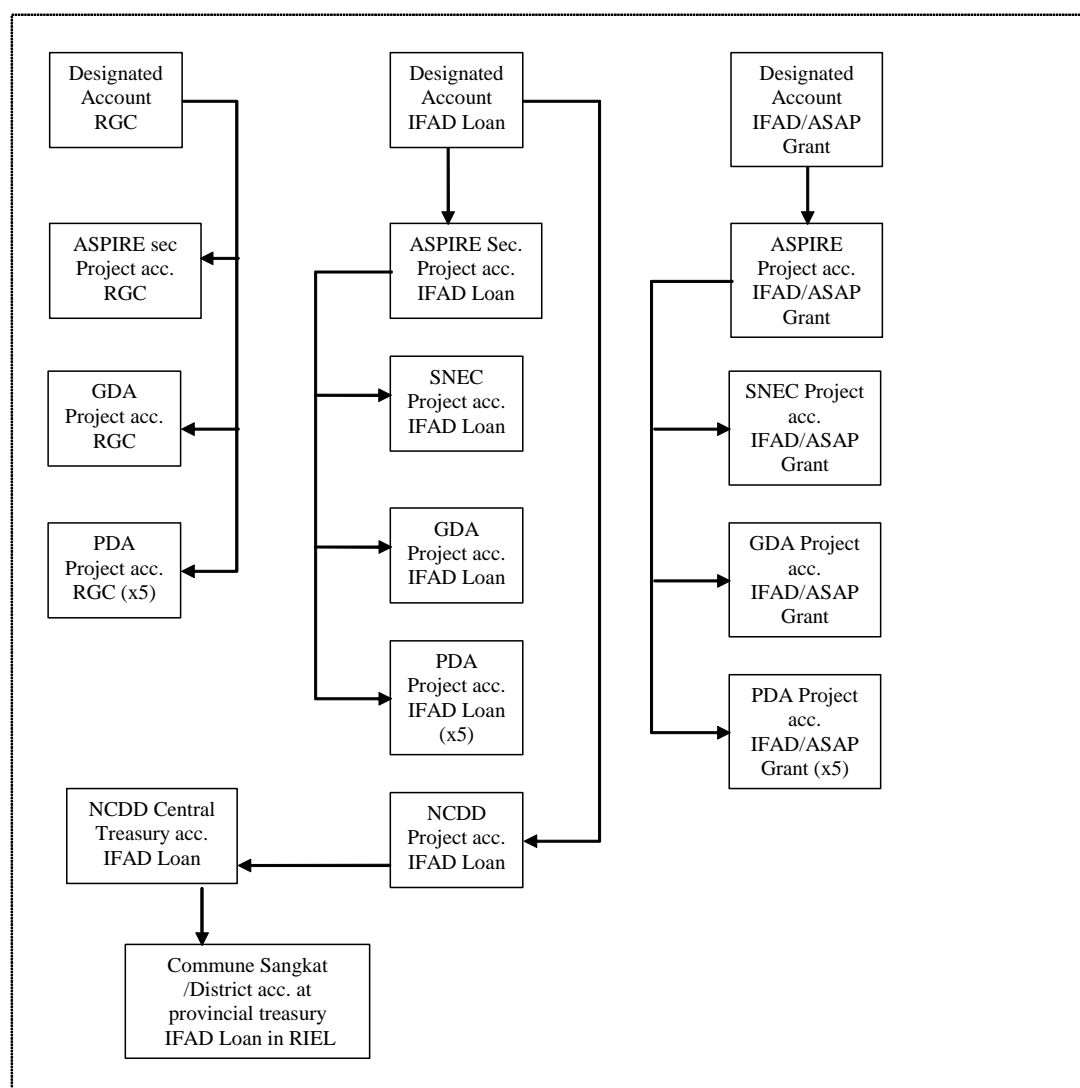 Designated
Account
RGC
Designated
Account
IFAD Loan
Designated
Account
IFAD/ASAP
Grant
ASPIRE sec
Project acc.
RGC
ASPIRE Sec.
Project acc.
IFAD Loan
ASPIRE
Project acc.
IFAD/ASAP
Grant
GDA
Project acc.
RGC
SNEC
Project acc.
IFAD Loan
SNEC Project
acc.
IFAD/ASAP
Grant
PDA
Project acc.
RGC (x5)
GDA
Project acc.
IFAD Loan
GDA Project
acc.
IFAD/ASAP
Grant
PDA
Project acc.
IFAD Loan
(x5)
PDA Project
acc.
IFAD/ASAP
Grant (x5)
NCDD Central
Treasury acc.
IFAD Loan
NCDD
Project acc.
IFAD Loan
Commune Sangkat
/District acc. at
provincial treasury
IFAD Loan in RIEL